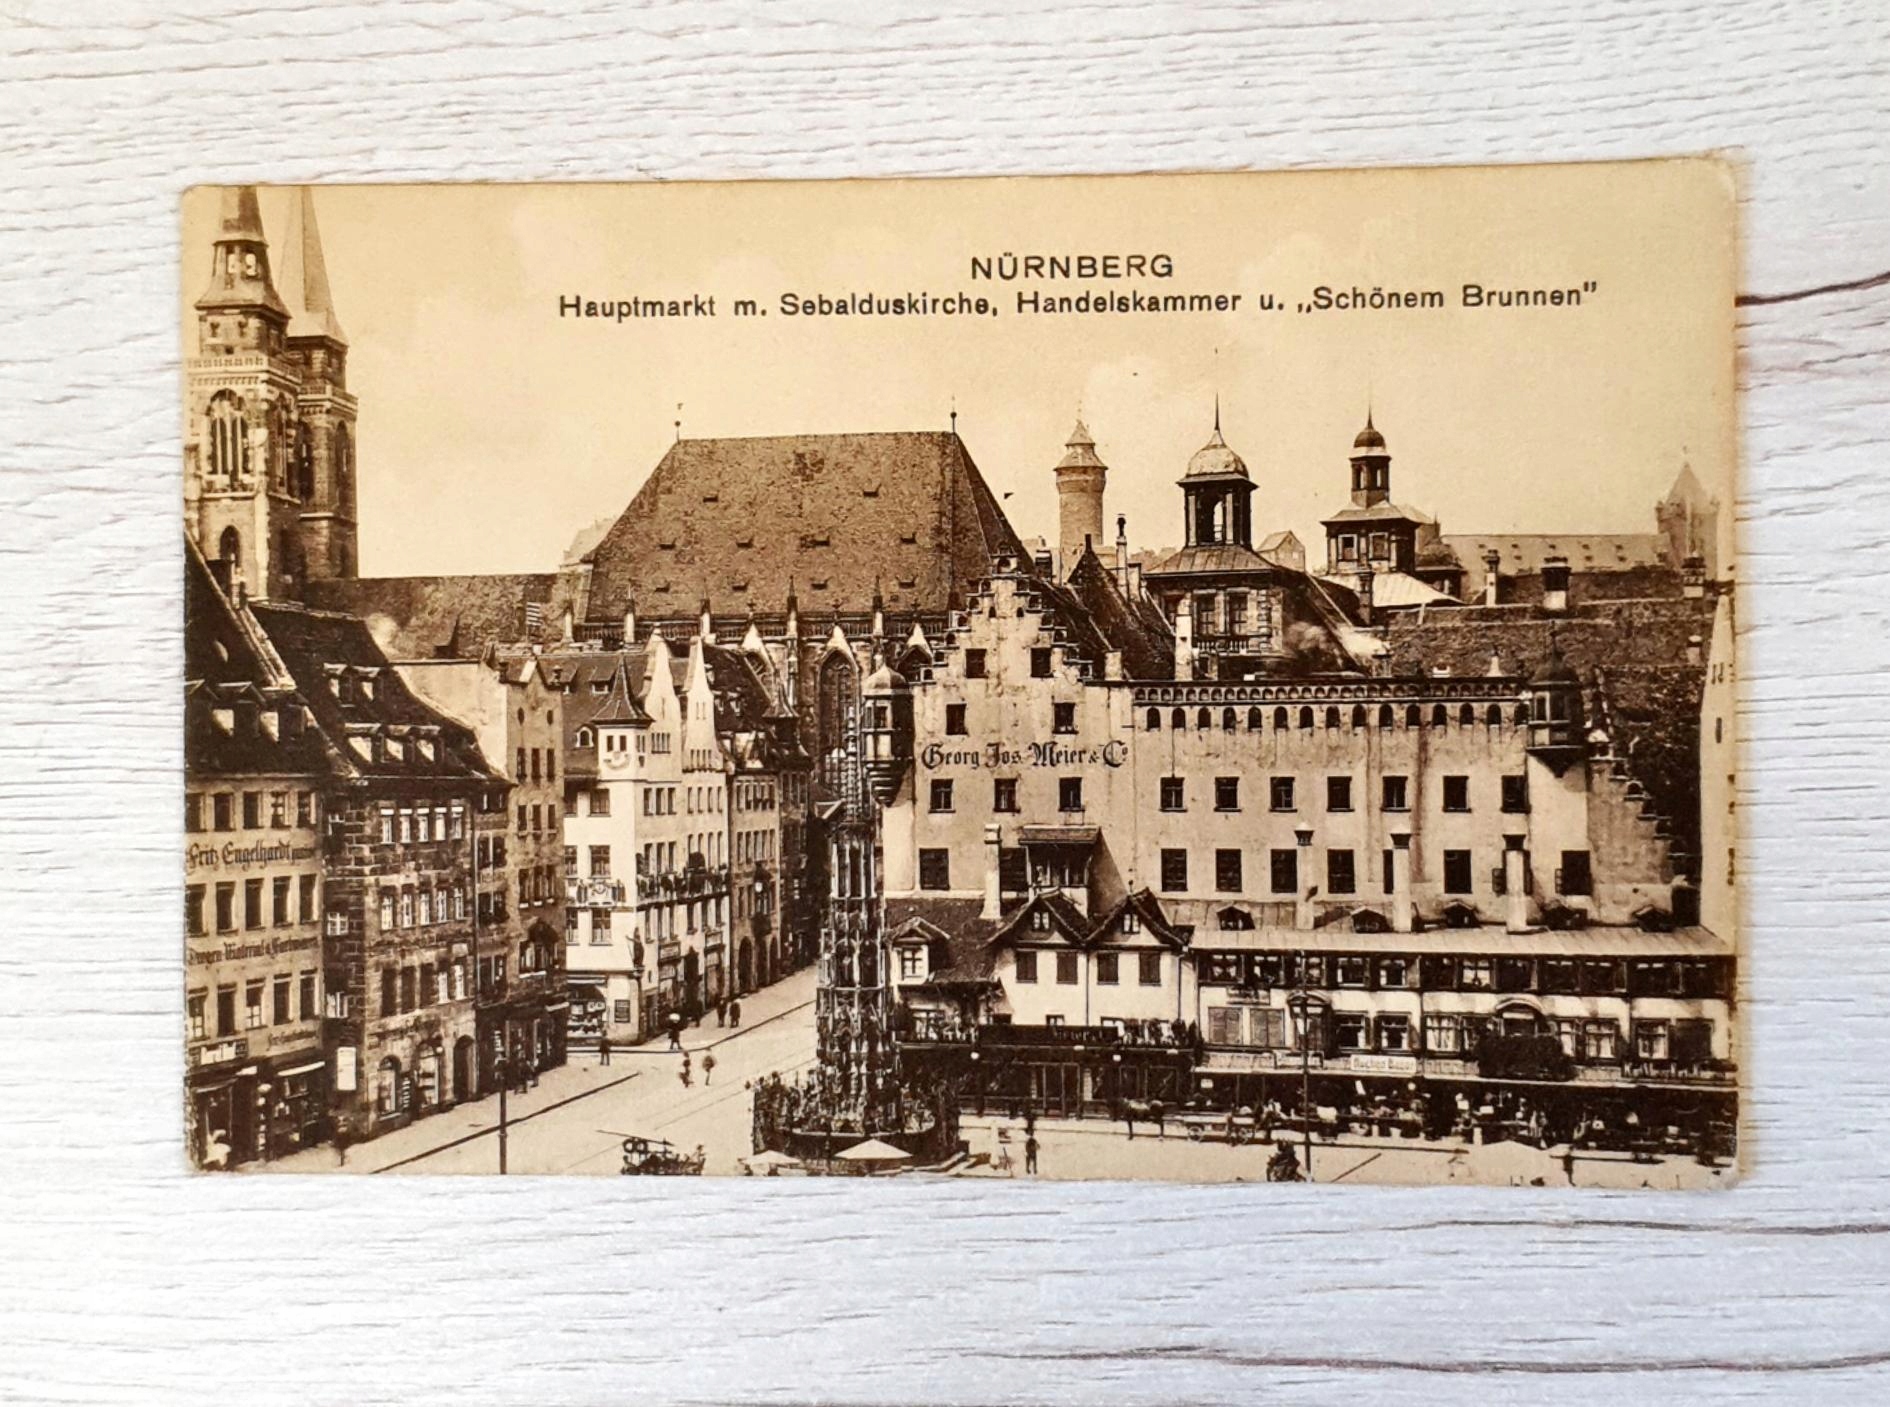 NÜRNBERG
Hauptmarkt m. Sebalduskirche, Handelskammer u. „Schönem Brunnen"
Georg Jos. Meier & Co
Fritz Engelhardt